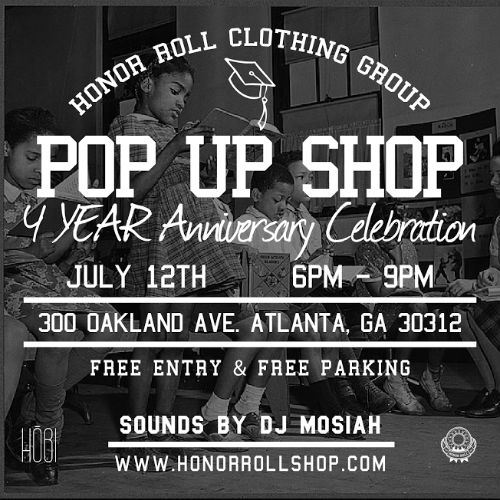 HONOR ROLL CLOTHING GROUP
POP UP SHOP
4 YEAR Anniversary Celebration
JULY 12TH 6PM - 9PM
300 OAKLAND AVE. ATLANTA, GA 30312
FREE ENTRY & FREE PARKING
SOUNDS BY DJ MOSIAH
WWW.HONORROLLSHOP.COM